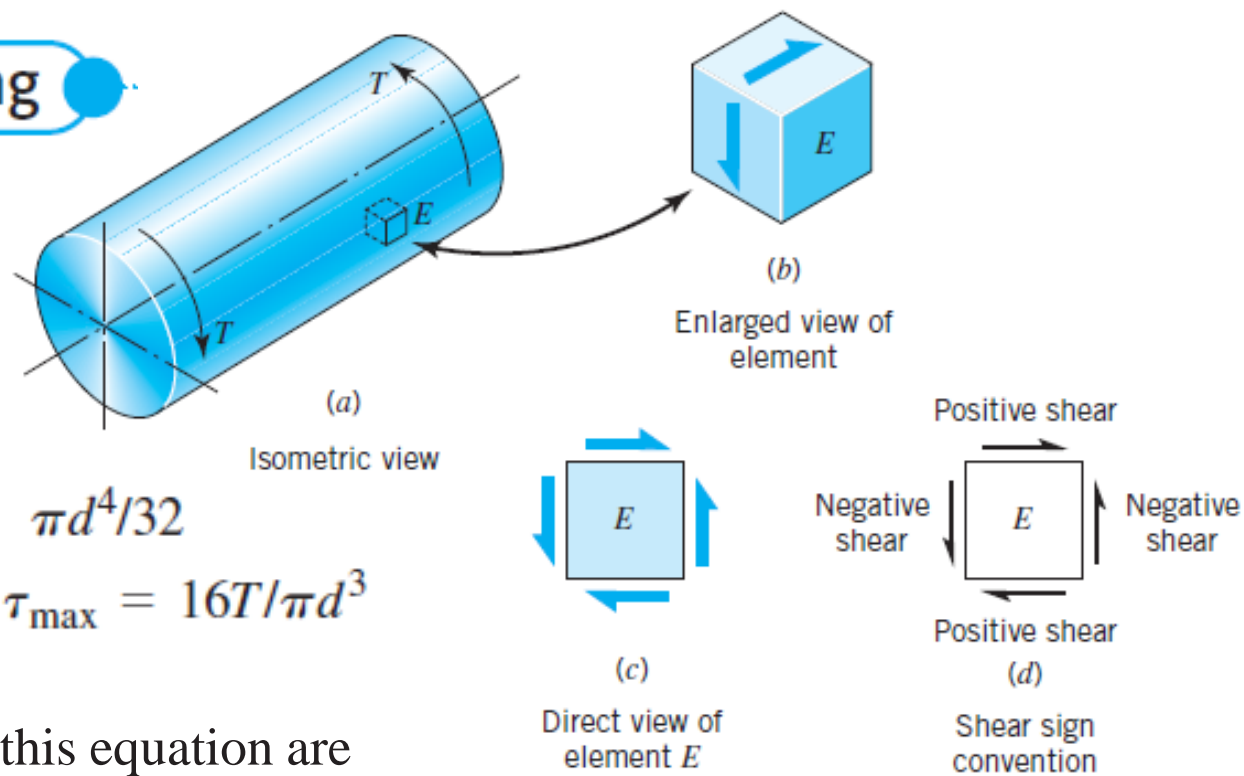 g
T
E
T
(a)
Isometric view
E
(b)
Enlarged view of
element
πd⁴/32
τmax = 16T/πd³
this equation are
E
(c)
Direct view of
element E
Positive shear
Negative
shear
E
Negative
shear
Positive shear
(d)
Shear sign
convention